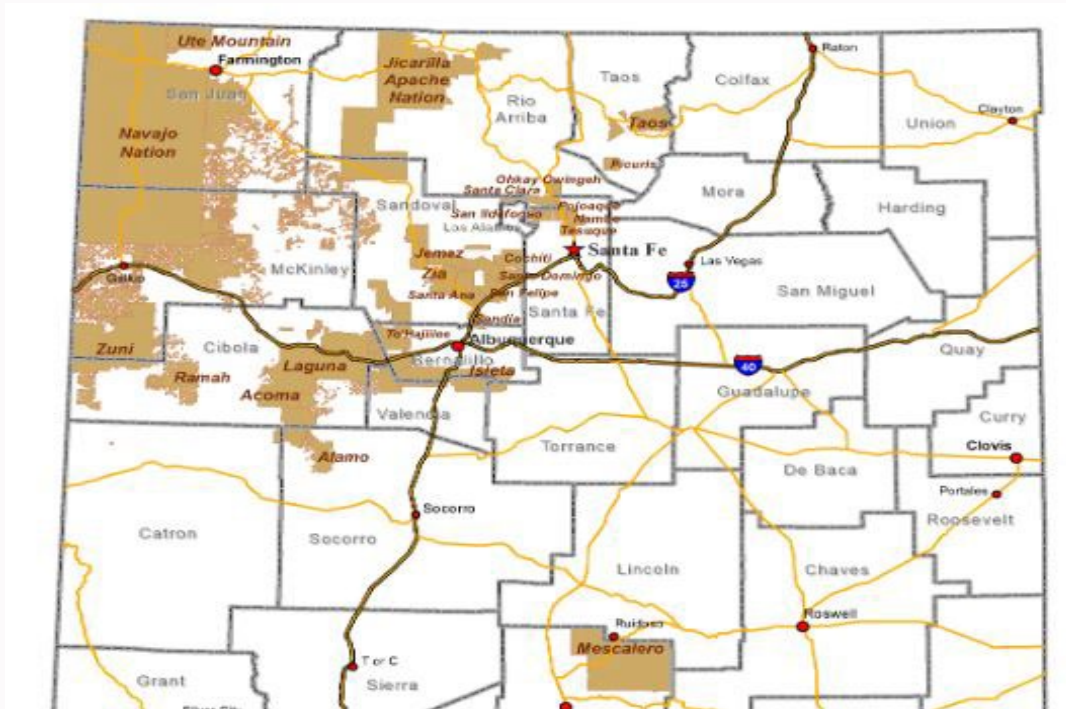 Ute Mountain
Farmington
San Juan
Jicarilla
Apache
Nation
Taos
Colfax
Raton
Rio
Arriba
Clayton
Union
Navajo
Nation
Taos
Picuris
Ohkay Owingeh
Santa Clara
Mora
Harding
Sandoval
San Ildefonso
Pojoaque
Nambe
Tesuque
Los Alamos
Jemez
Cochiti
Santa Fe
Las Vegas
McKinley
Zia
Santo Domingo
25
San Miguel
Gallup
Santa Ana
San Felipe
Santa Fe
Sandia
To'Hajiilee
Albuquerque
Zuni
Cibola
Bernalillo
Quay
Laguna
Isleta
40
Ramah
Acoma
Guadalupe
Valencia
Curry
Clovis
Torrance
Alamo
De Baca
Portales
Socorro
Roosevelt
Catron
Socorro
Lincoln
Chaves
Roswell
Ruidoso
Mescalero
T or C
Grant
Sierra